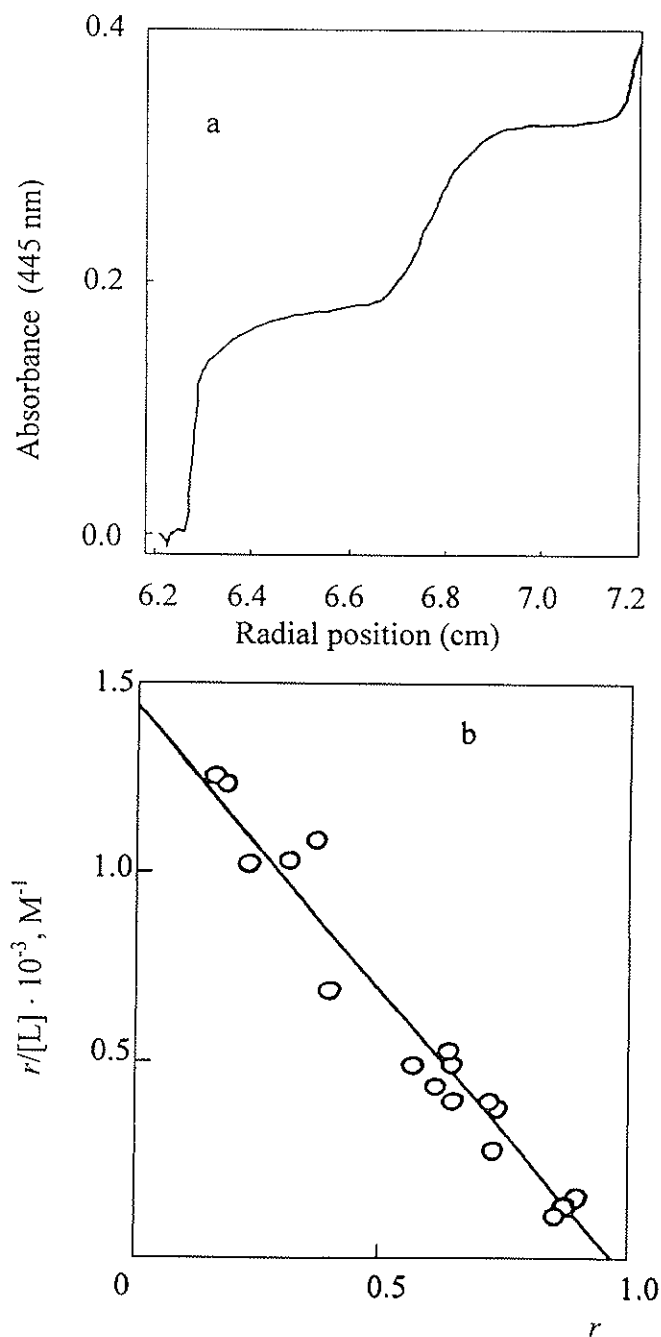 0.4
a
Absorbance (445 nm)
0.2
0.0
6.2 6.4 6.6 6.8 7.0 7.2
Radial position (cm)
1.5
b
r/[L] · 10⁻³, M⁻¹
1.0
0.5
0 0.5 1.0
r